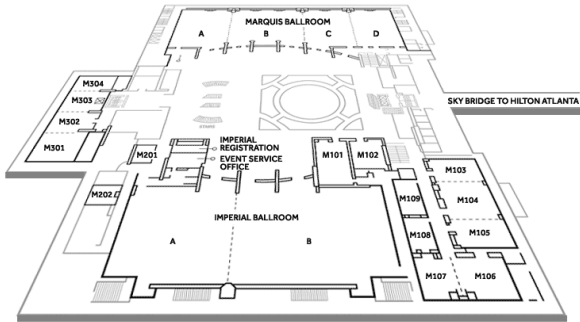 MARQUIS BALLROOM
A B C D
M304
M303
M302
M301
SKY BRIDGE TO HILTON ATLANTA
IMPERIAL
REGISTRATION
EVENT SERVICE
OFFICE
M201
M101 M102
M202
M103
M104
M105
M109
M108
M107 M106
IMPERIAL BALLROOM
A B